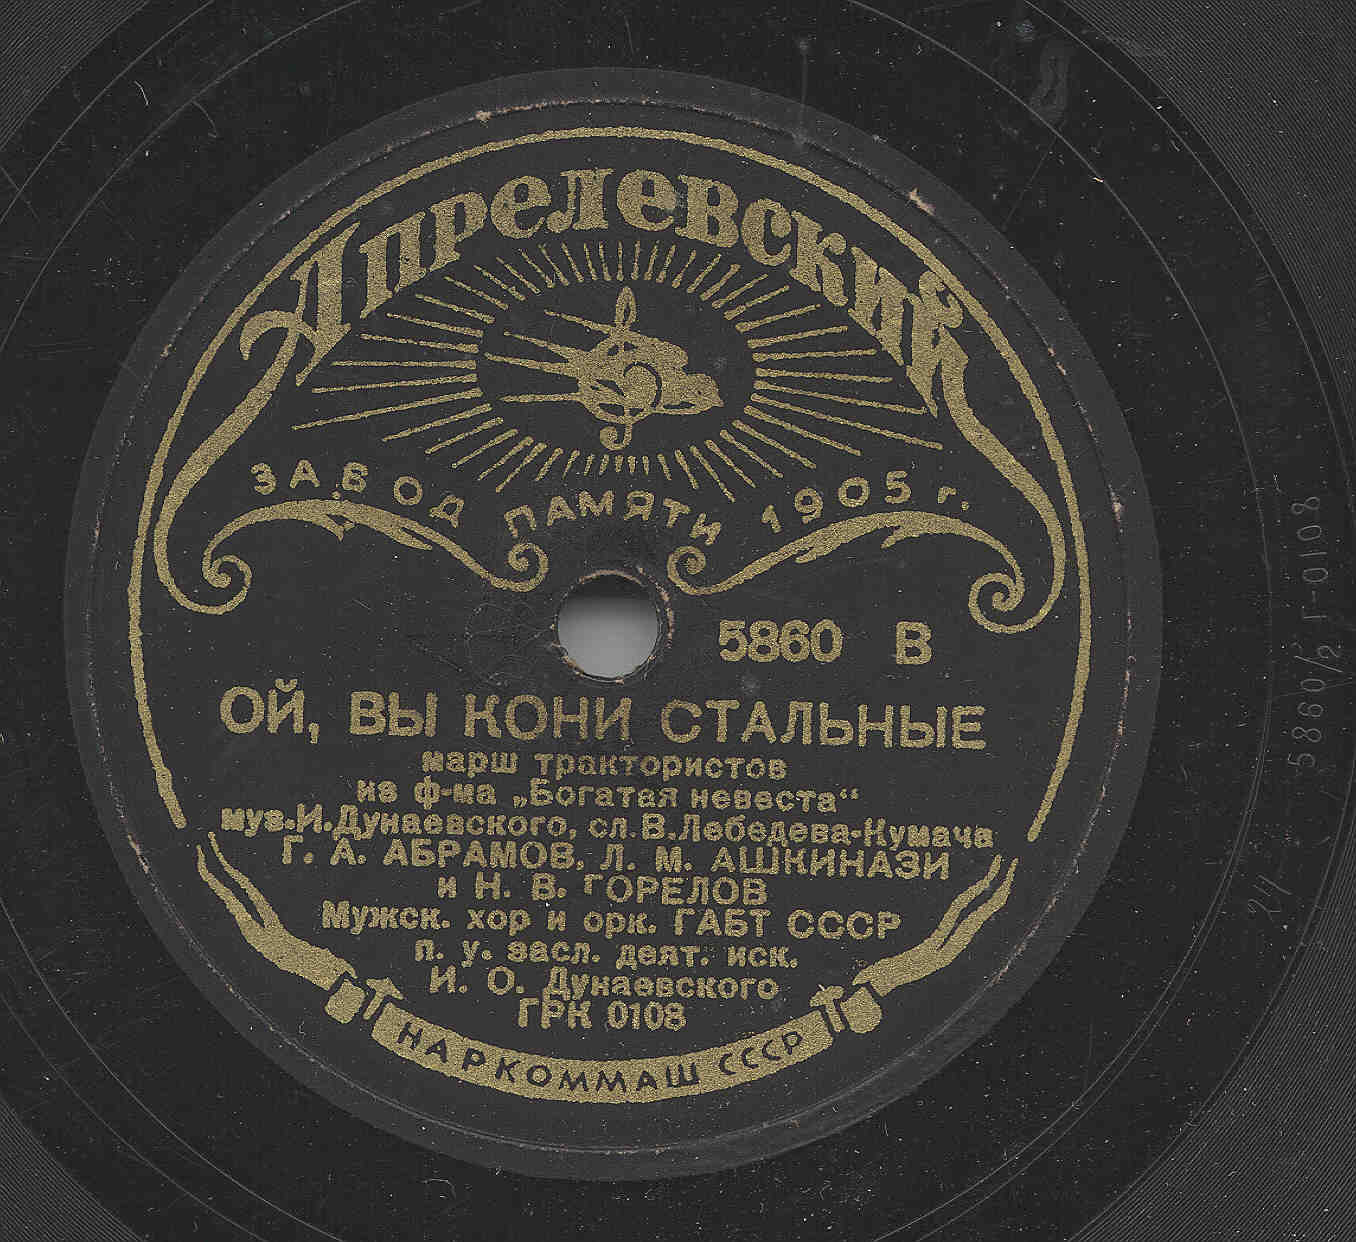 Апрелевский
ЗАВОД ПАМЯТИ 1905 г.
5860 В
ОЙ, ВЫ КОНИ СТАЛЬНЫЕ
марш трактористов
из ф-ма „Богатая невеста“
муз.И.Дунаевского, сл.В.Лебедева-Кумача
Г. А. АБРАМОВ, Л. М. АШКИНАЗИ
и Н. В. ГОРЕЛОВ
Мужск. хор и орк. ГАБТ СССР
п. у. засл. деят. иск.
И. О. Дунаевского
ГРК 0108
НАРКОММАШ СССР
5860/2 Г-0108